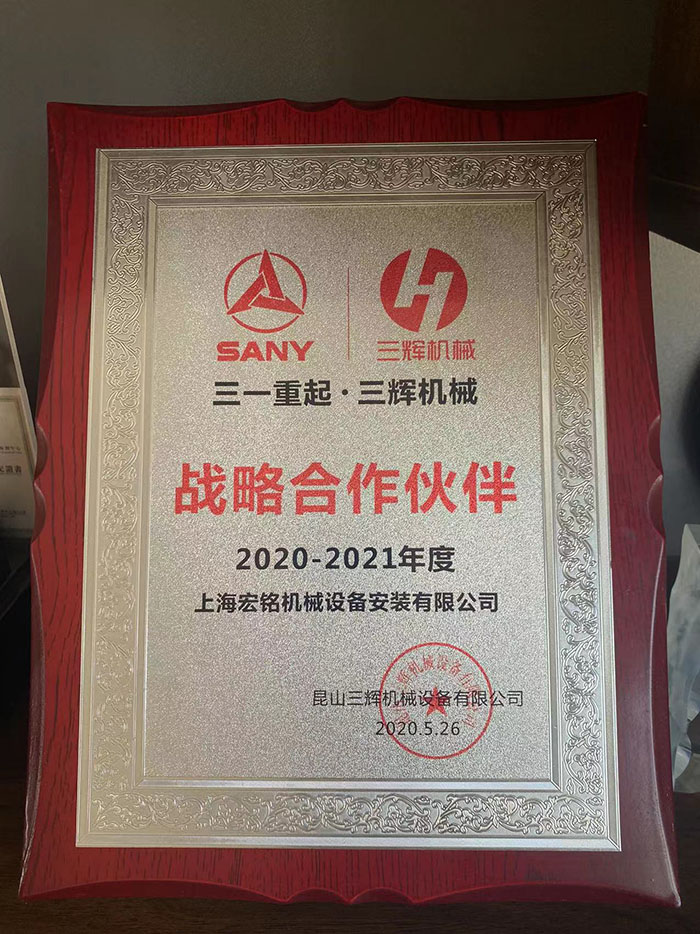 SANY
三辉机械
三一重起·三辉机械
战略合作伙伴
2020-2021年度
上海宏铭机械设备安装有限公司
昆山三辉机械设备有限公司
2020.5.26